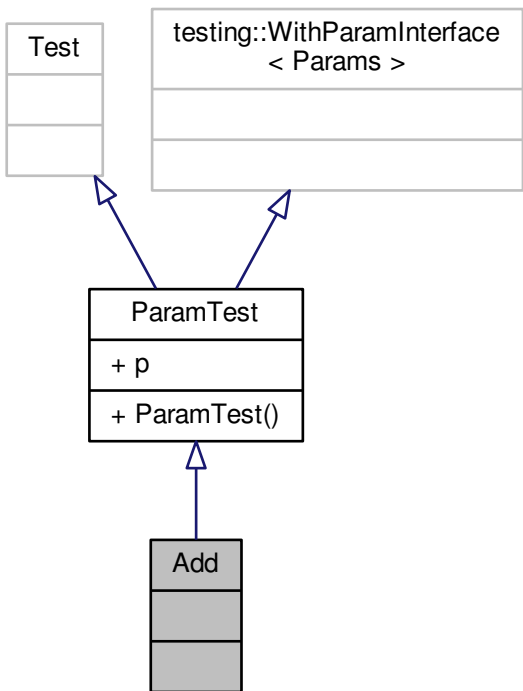 Test
testing::WithParamInterface
< Params >
ParamTest
+ p
+ ParamTest()
Add